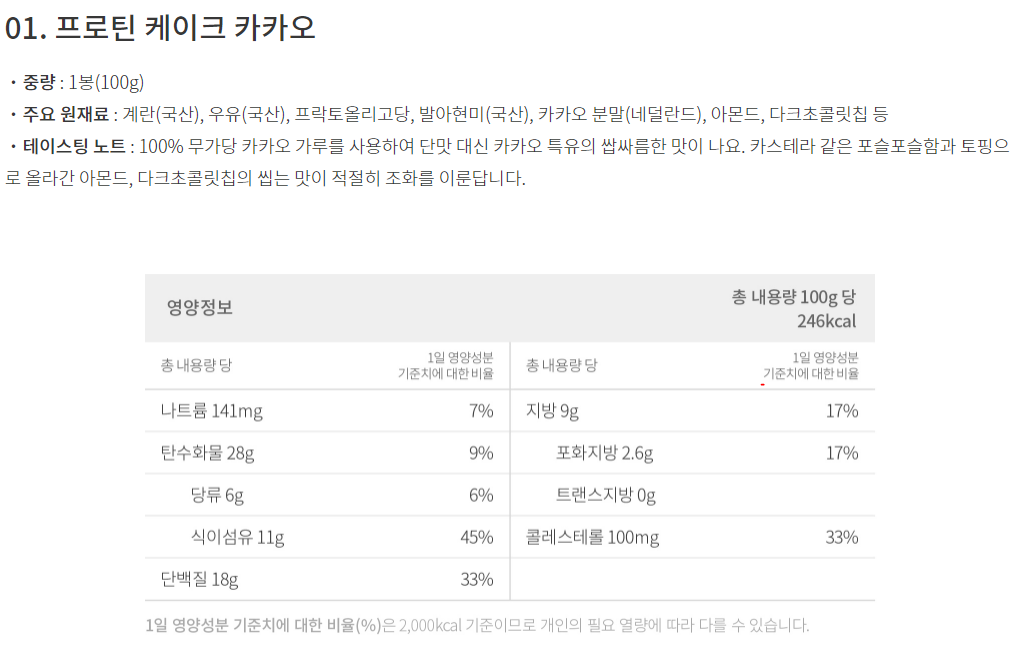 01. 프로틴 케이크 카카오
・중량 : 1봉(100g)
・주요 원재료 : 계란(국산), 우유(국산), 프락토올리고당, 발아현미(국산), 카카오 분말(네덜란드), 아몬드, 다크초콜릿칩 등
・테이스팅 노트 : 100% 무가당 카카오 가루를 사용하여 단맛 대신 카카오 특유의 쌉싸름한 맛이 나요. 카스테라 같은 포슬포슬함과 토핑으
로 올라간 아몬드, 다크초콜릿칩의 씹는 맛이 적절히 조화를 이룬답니다.
영양정보
총 내용량 100g 당
246kcal
총 내용량 당
1일 영양성분
기준치에 대한 비율
총 내용량 당
1일 영양성분
기준치에 대한 비율
나트륨 141mg 7% 지방 9g 17%
탄수화물 28g 9% 포화지방 2.6g 17%
당류 6g 6% 트랜스지방 0g
식이섬유 11g 45% 콜레스테롤 100mg 33%
단백질 18g 33%
1일 영양성분 기준치에 대한 비율(%)은 2,000kcal 기준이므로 개인의 필요 열량에 따라 다를 수 있습니다.